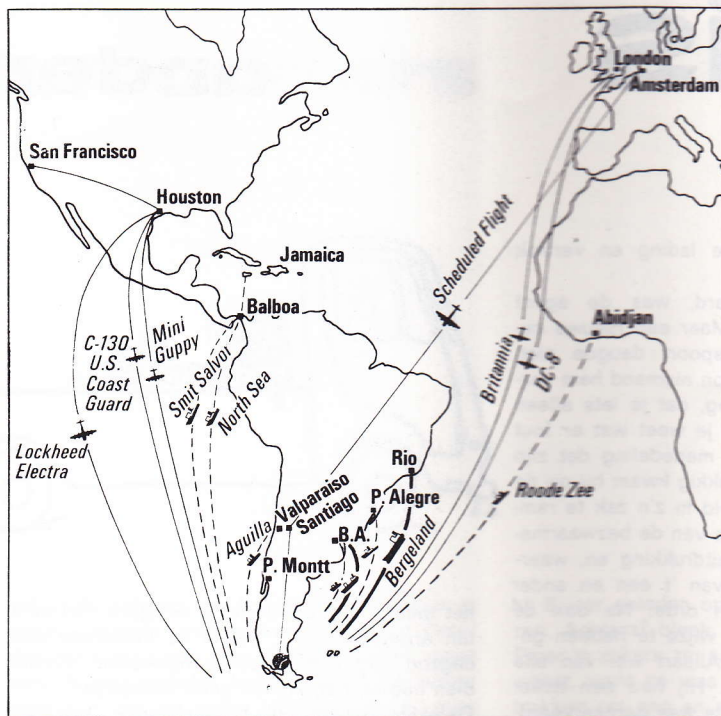 London
Amsterdam
San Francisco
Houston
Jamaica
Balboa
Scheduled Flight
Abidjan
Britannia
DC-8
C-130
U.S.
Coast
Guard
Mini
Guppy
Smit Salvor
North Sea
Lockheed
Electra
Rio
P. Alegre
Roode Zee
Valparaiso
Santiago
Aguilla
B.A.
Bergeland
P. Montt